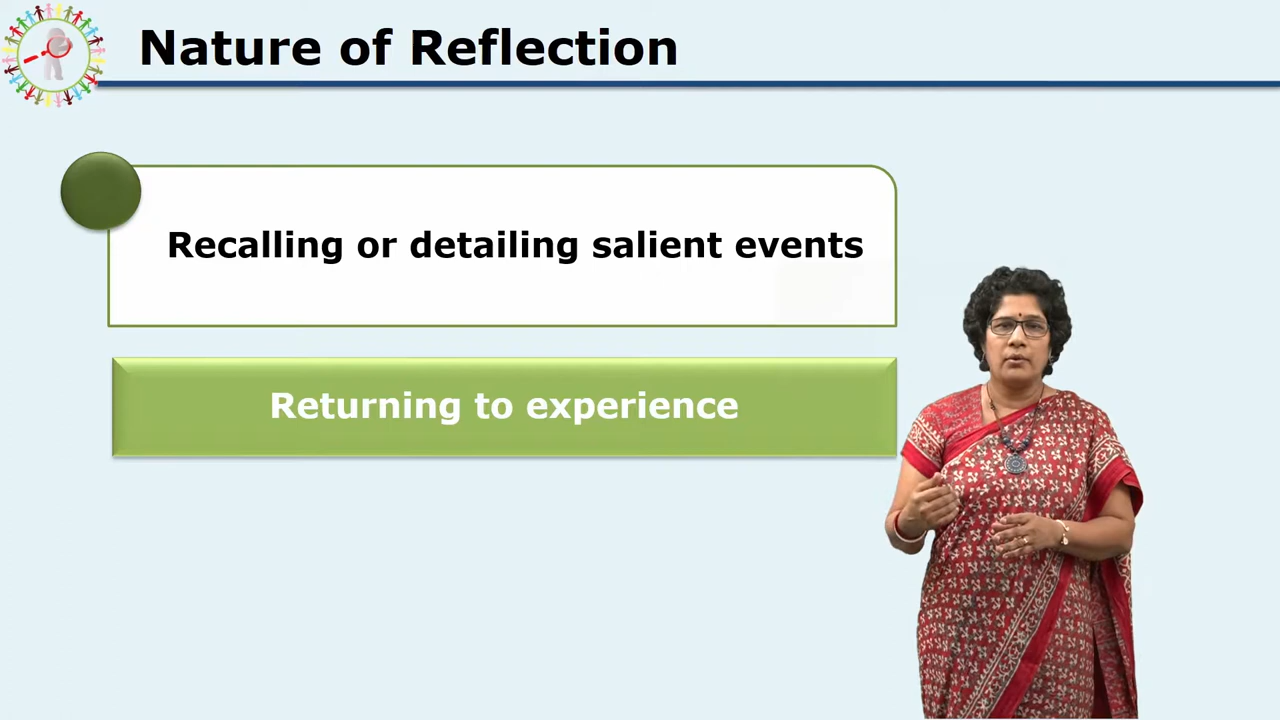 Nature of Reflection
Recalling or detailing salient events
Returning to experience